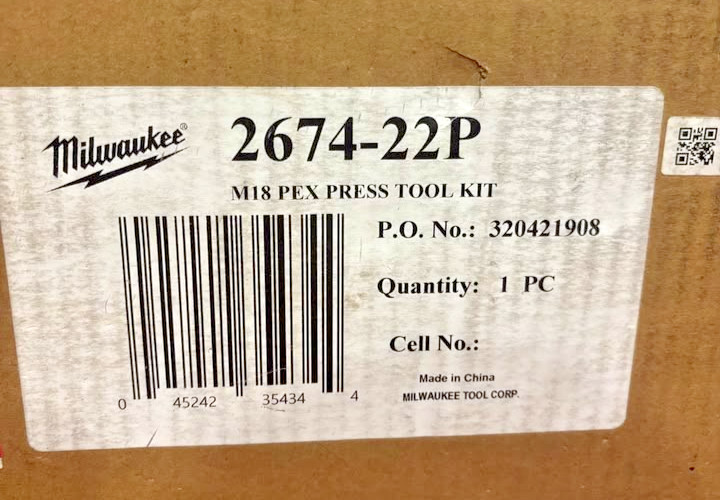 Milwaukee®
2674-22P
M18 PEX PRESS TOOL KIT
P.O. No.: 320421908
Quantity: 1 PC
Cell No.:
Made in China
MILWAUKEE TOOL CORP.
0 45242 35434 4